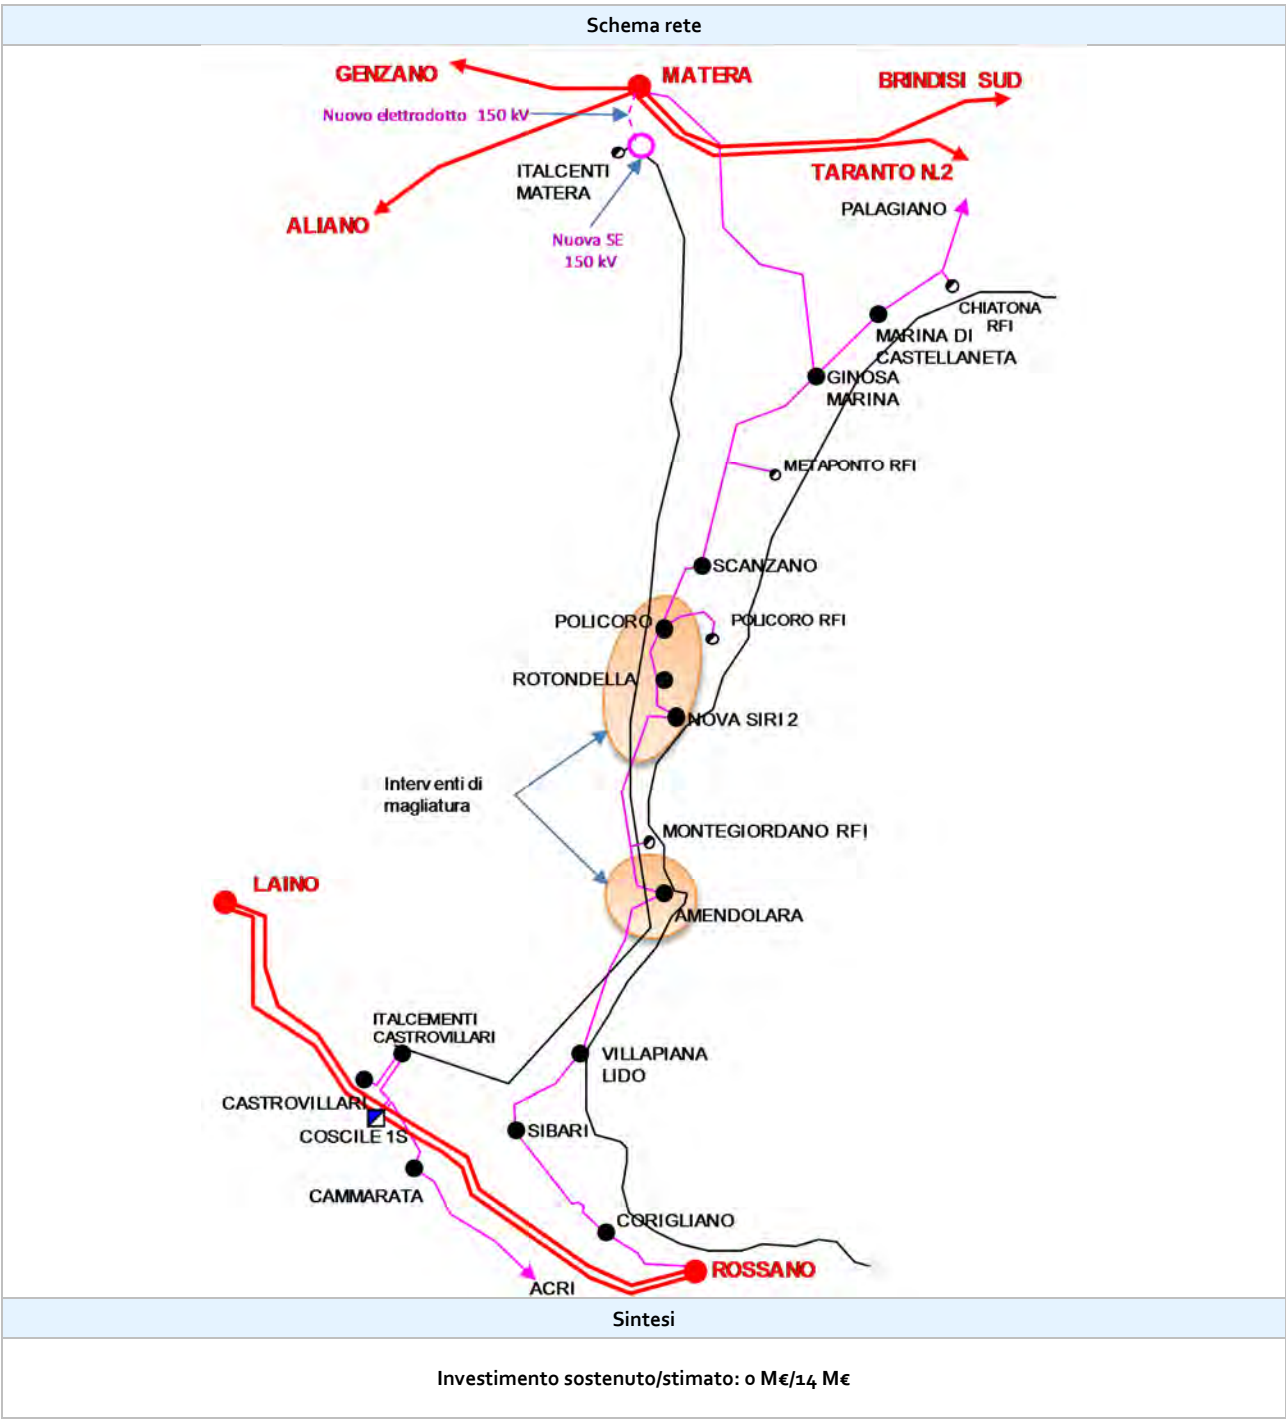 Schema rete
GENZANO
MATERA
BRINDISI SUD
Nuovo elettrodotto 150 kV
ITALCENTI
MATERA
TARANTO N.2
PALAGIANO
ALIANO
Nuova SE
150 kV
CHIATONA
RFI
MARINA DI
CASTELLANETA
GINOSA
MARINA
METAPONTO RFI
SCANZANO
POLICORO
POLICORO RFI
ROTONDELLA
NOVA SIRI 2
Interventi di
magliatura
MONTEGIORDANO RFI
LAINO
AMENDOLARA
ITALCEMENTI
CASTROVILLARI
VILLAPIANA
LIDO
CASTROVILLARI
COSCILE 1S
SIBARI
CAMMARATA
CORIGLIANO
ROSSANO
ACRI
Sintesi
Investimento sostenuto/stimato: 0 M€/14 M€